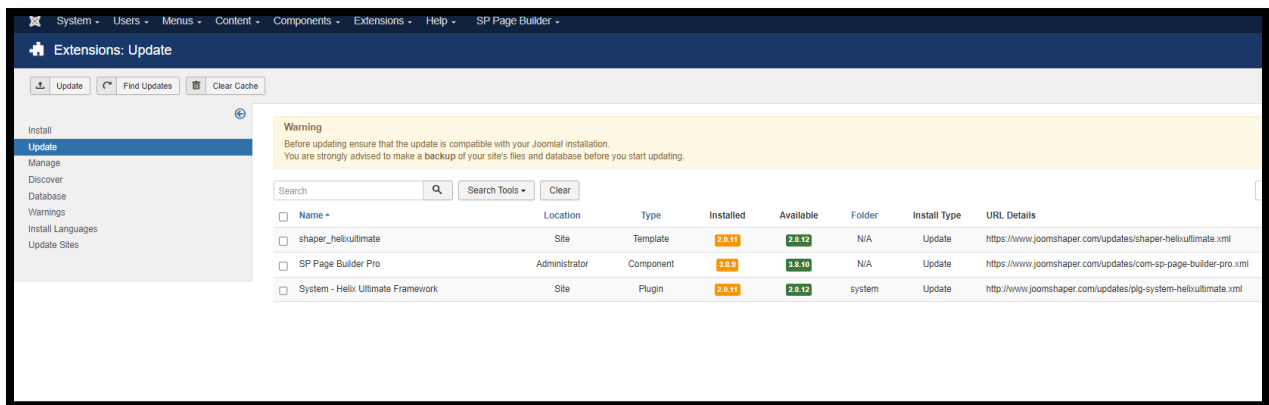 System Users Menus Content Components Extensions Help SP Page Builder
Extensions: Update
Update Find Updates Clear Cache
Install
Update
Manage
Discover
Database
Warnings
Install Languages
Update Sites
Warning
Before updating ensure that the update is compatible with your Joomla! installation.
You are strongly advised to make a backup of your site's files and database before you start updating.
Search Search Tools Clear
Name Location Type Installed Available Folder Install Type URL Details
shaper_helixultimate Site Template 2.0.11 2.0.12 N/A Update https://www.joomshaper.com/updates/shaper-helixultimate.xml
SP Page Builder Pro Administrator Component 3.8.9 3.8.10 N/A Update https://www.joomshaper.com/updates/com-sp-page-builder-pro.xml
System - Helix Ultimate Framework Site Plugin 2.0.11 2.0.12 system Update http://www.joomshaper.com/updates/plg-system-helixultimate.xml